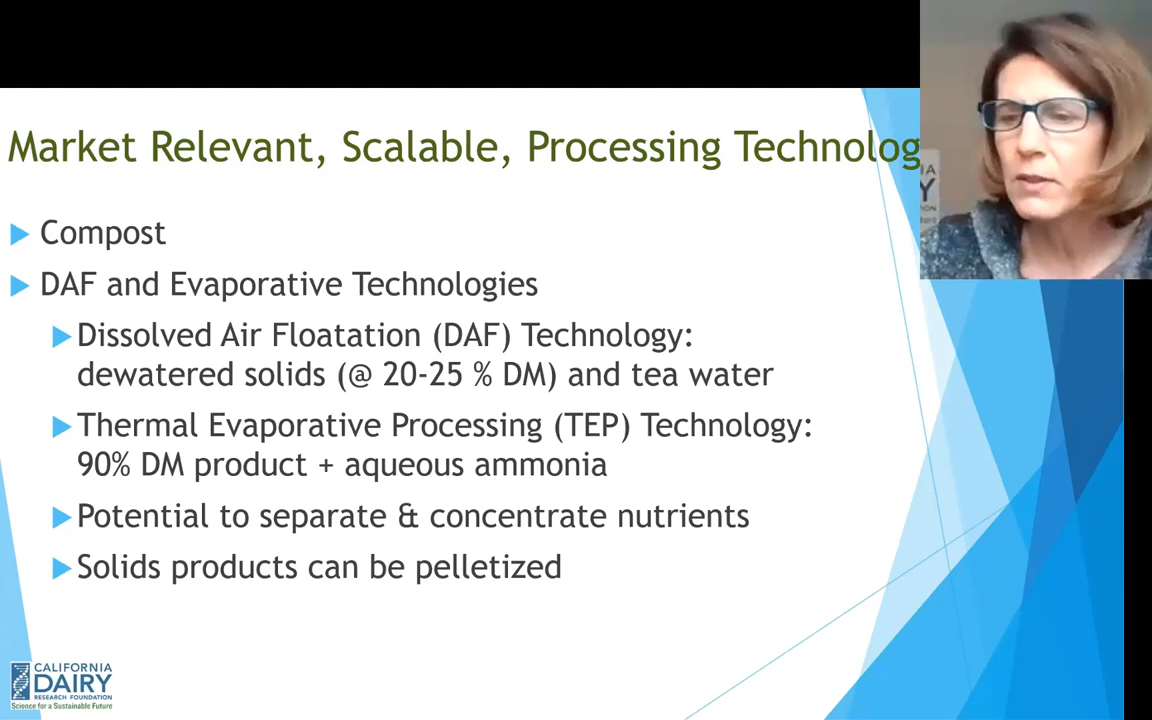 Market Relevant, Scalable, Processing Technolog
Compost
DAF and Evaporative Technologies
Dissolved Air Floatation (DAF) Technology:
dewatered solids (@ 20-25 % DM) and tea water
Thermal Evaporative Processing (TEP) Technology:
90% DM product + aqueous ammonia
Potential to separate & concentrate nutrients
Solids products can be pelletized
CALIFORNIA
DAIRY
RESEARCH FOUNDATION
Science for a Sustainable Future